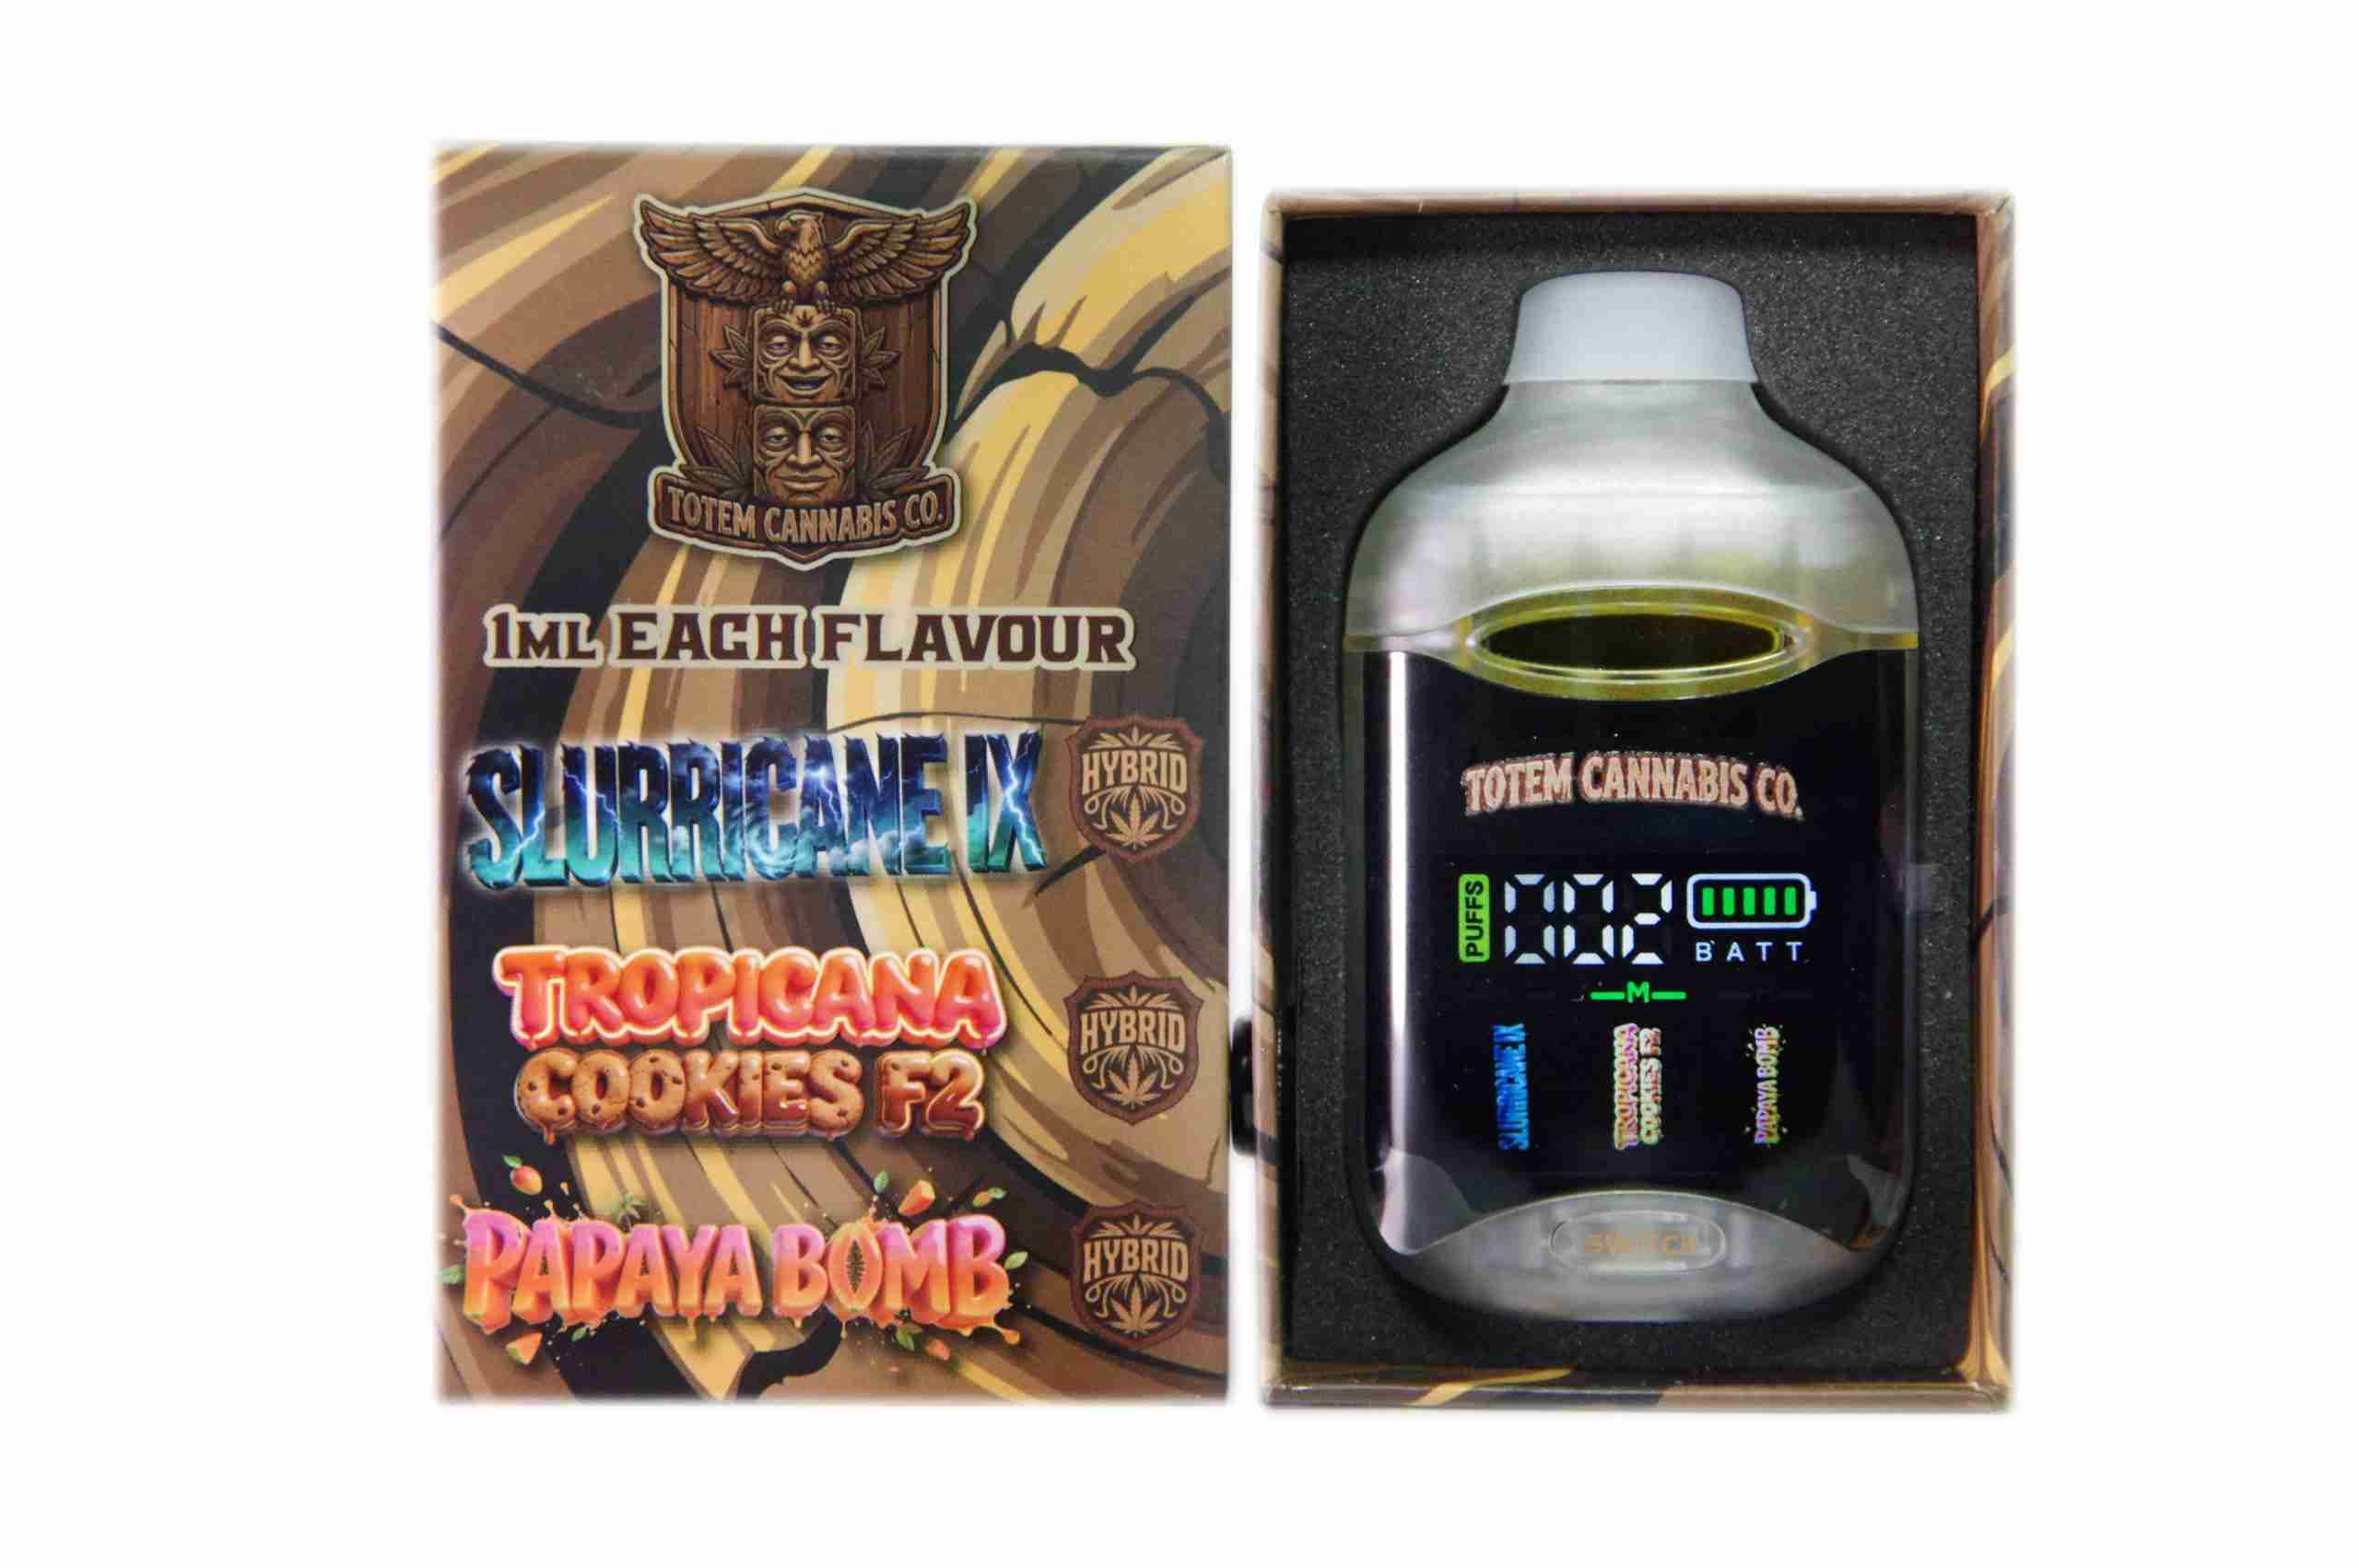 TOTEM CANNABIS CO.
1ML EACH FLAVOUR
SLURRICANE IX
HYBRID
TROPICANA
COOKIES F2
HYBRID
PAPAYA BOMB
HYBRID
TOTEM CANNABIS CO.
PUFFS
002
BATT
M
SLURRICANE IX
TROPICANA
COOKIES F2
PAPAYA BOMB
SWITCH